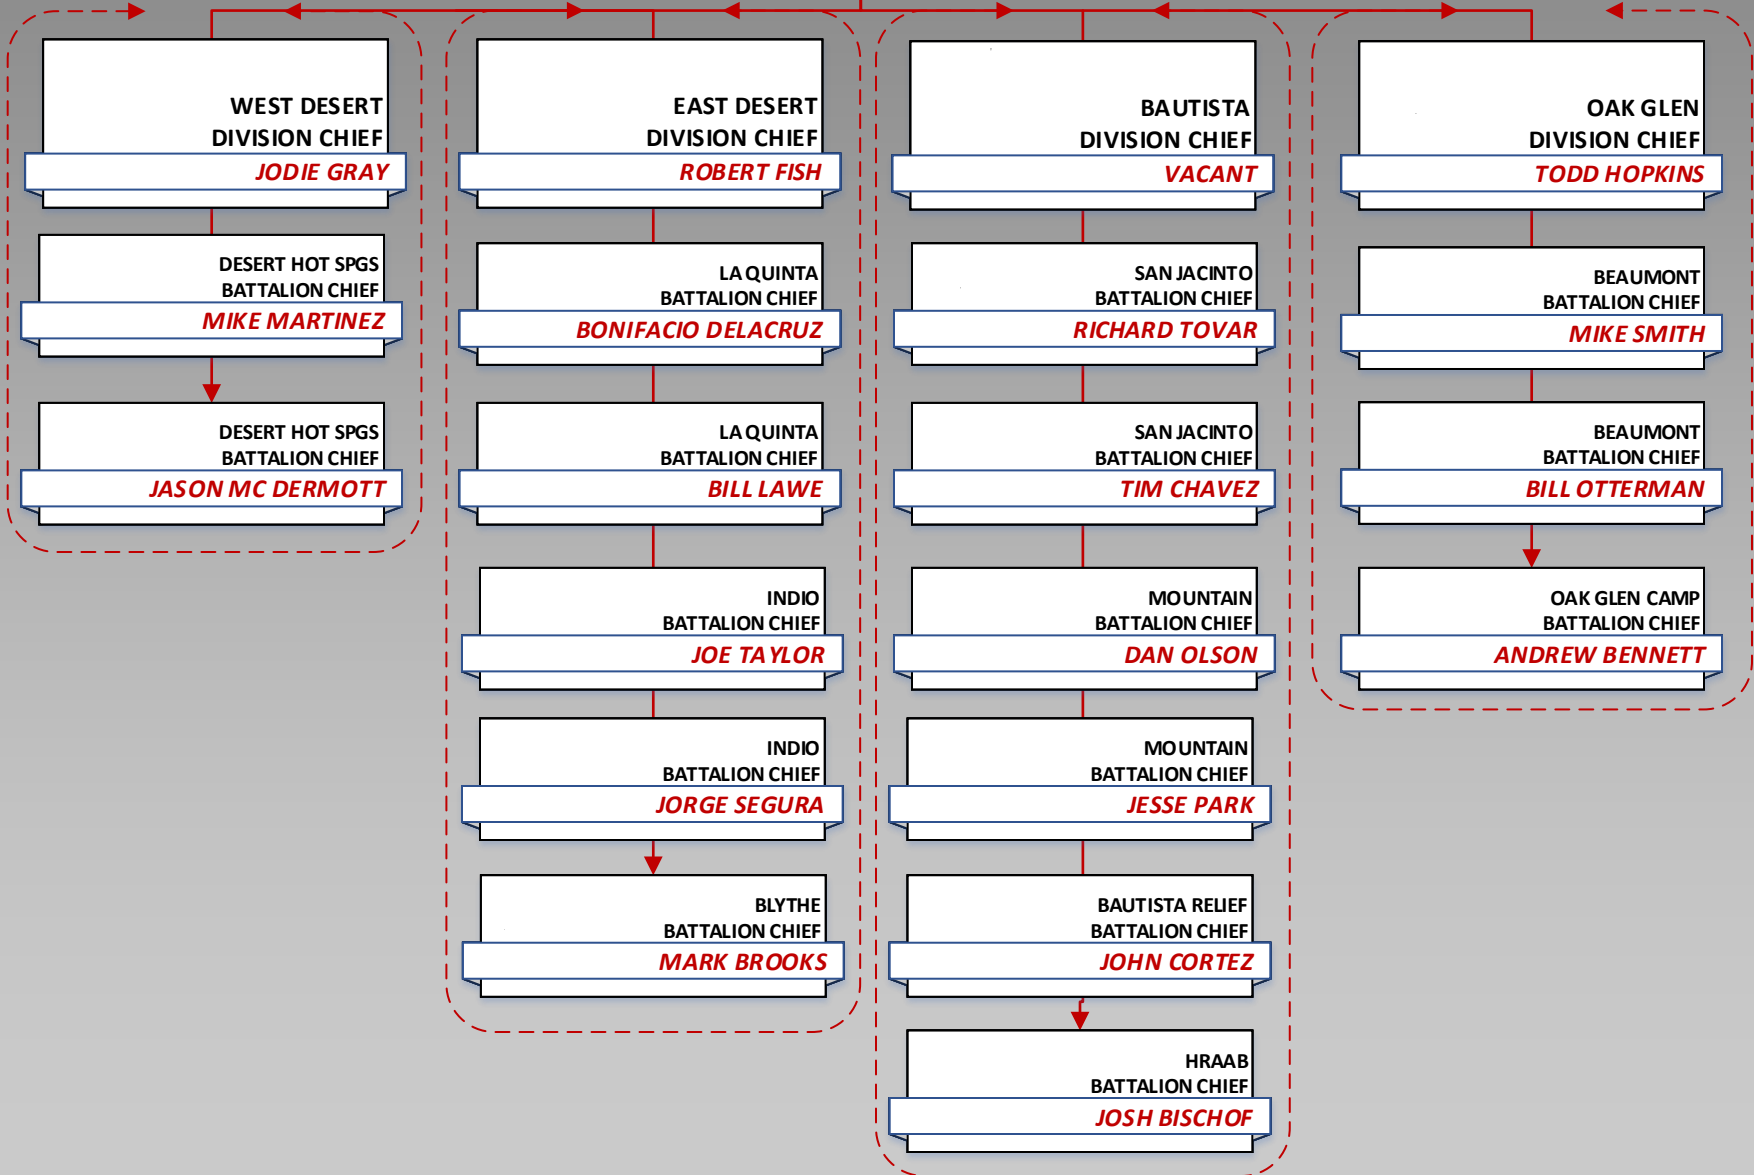 WEST DESERT
DIVISION CHIEF
JODIE GRAY
DESERT HOT SPGS
BATTALION CHIEF
MIKE MARTINEZ
DESERT HOT SPGS
BATTALION CHIEF
JASON MC DERMOTT
EAST DESERT
DIVISION CHIEF
ROBERT FISH
LA QUINTA
BATTALION CHIEF
BONIFACIO DELACRUZ
LA QUINTA
BATTALION CHIEF
BILL LAWE
INDIO
BATTALION CHIEF
JOE TAYLOR
INDIO
BATTALION CHIEF
JORGE SEGURA
BLYTHE
BATTALION CHIEF
MARK BROOKS
BAUTISTA
DIVISION CHIEF
VACANT
SAN JACINTO
BATTALION CHIEF
RICHARD TOVAR
SAN JACINTO
BATTALION CHIEF
TIM CHAVEZ
MOUNTAIN
BATTALION CHIEF
DAN OLSON
MOUNTAIN
BATTALION CHIEF
JESSE PARK
BAUTISTA RELIEF
BATTALION CHIEF
JOHN CORTEZ
HRAAB
BATTALION CHIEF
JOSH BISCHOF
OAK GLEN
DIVISION CHIEF
TODD HOPKINS
BEAUMONT
BATTALION CHIEF
MIKE SMITH
BEAUMONT
BATTALION CHIEF
BILL OTTERMAN
OAK GLEN CAMP
BATTALION CHIEF
ANDREW BENNETT